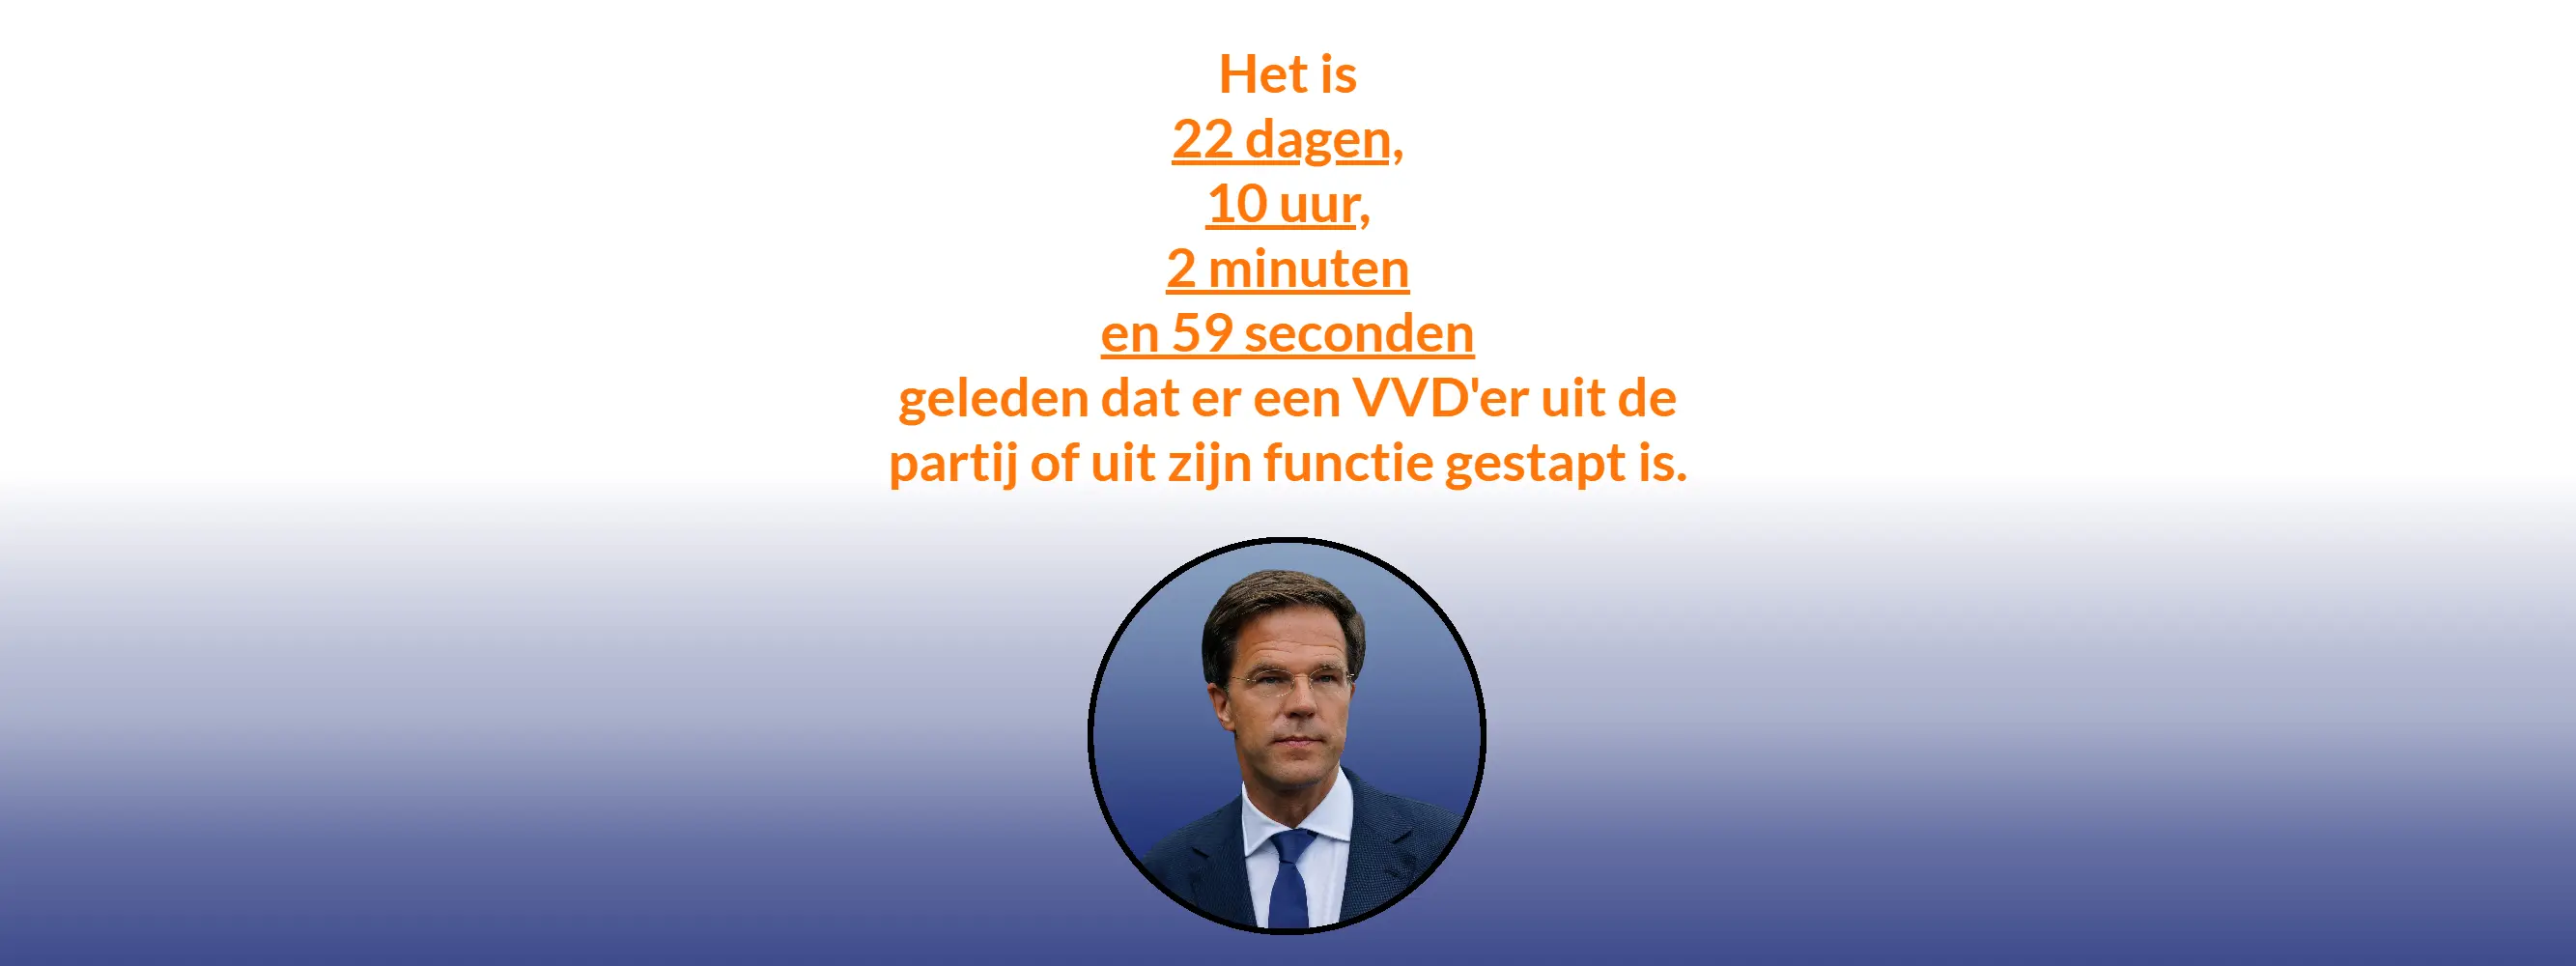 Het is
22 dagen,
10 uur,
2 minuten
en 59 seconden
geleden dat er een VVD'er uit de
partij of uit zijn functie gestapt is.